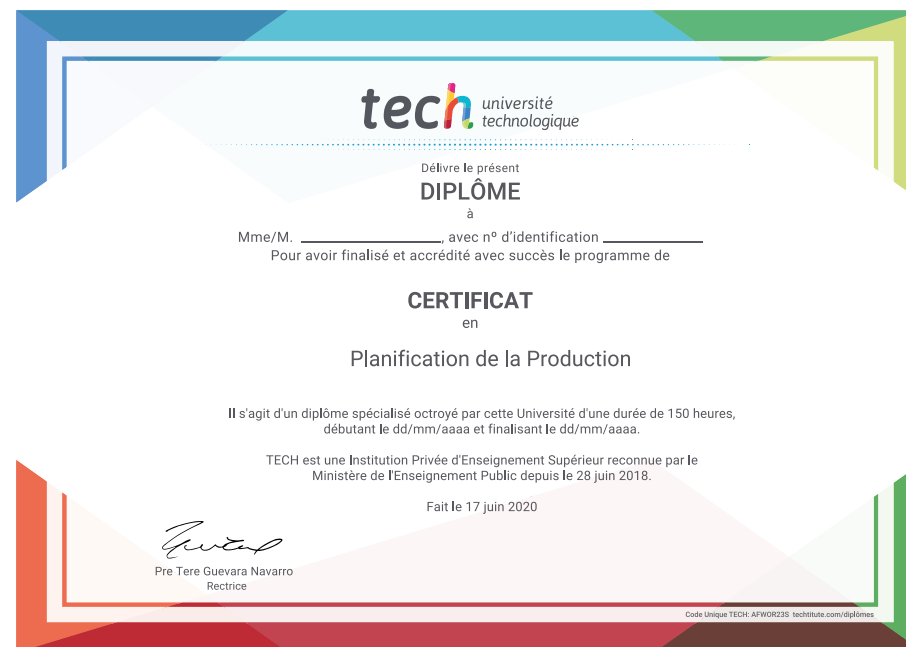 tech université
technologique
Délivre le présent
DIPLÔME
à
Mme/M. ____________________, avec nº d'identification ______________
Pour avoir finalisé et accrédité avec succès le programme de
CERTIFICAT
en
Planification de la Production
Il s'agit d'un diplôme spécialisé octroyé par cette Université d'une durée de 150 heures,
débutant le dd/mm/aaaa et finalisant le dd/mm/aaaa.
TECH est une Institution Privée d'Enseignement Supérieur reconnue par le
Ministère de l'Enseignement Public depuis le 28 juin 2018.
Fait le 17 juin 2020
Pre Tere Guevara Navarro
Rectrice
Code Unique TECH: AFWOR23S techtitute.com/diplômes